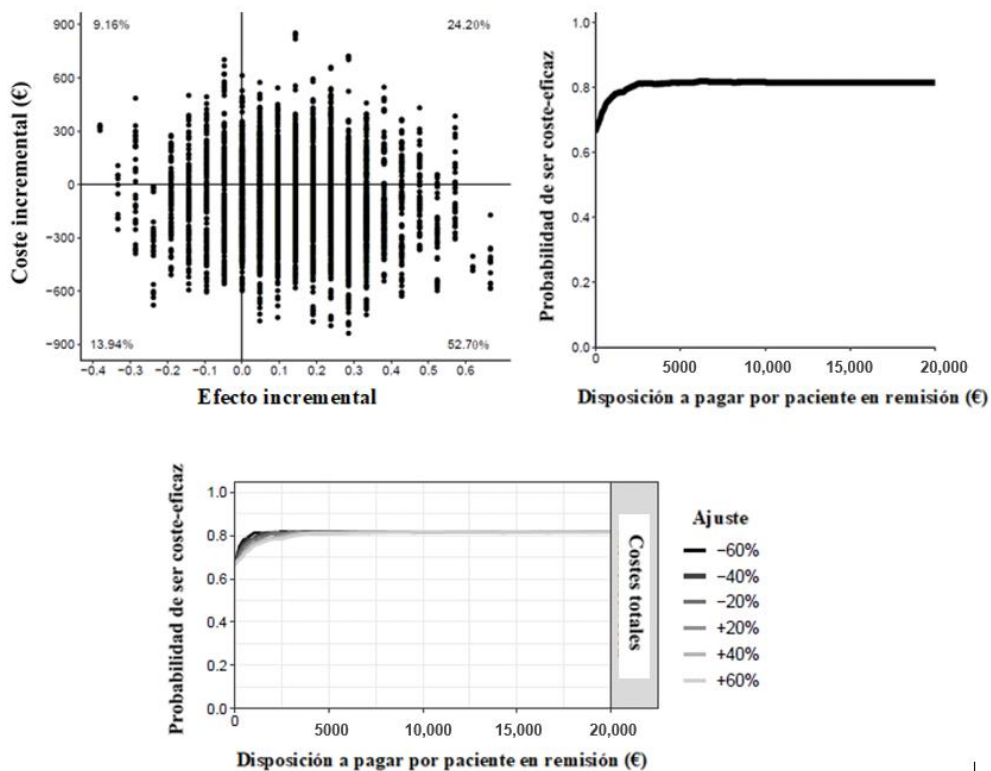 9.16%
24.20%
900
600
300
0
−300
−600
−900
Coste incremental (€)
13.94%
52.70%
−0.4 −0.3 −0.2 −0.1 0.0 0.1 0.2 0.3 0.4 0.5 0.6
Efecto incremental
1.0
0.8
0.6
0.4
0.2
0.0
Probabilidad de ser coste-eficaz
0 5000 10,000 15,000 20,000
Disposición a pagar por paciente en remisión (€)
1.0
0.8
0.6
0.4
0.2
0.0
Probabilidad de ser coste-eficaz
0 5000 10,000 15,000 20,000
Disposición a pagar por paciente en remisión (€)
Costes totales
Ajuste
−60%
−40%
−20%
+20%
+40%
+60%